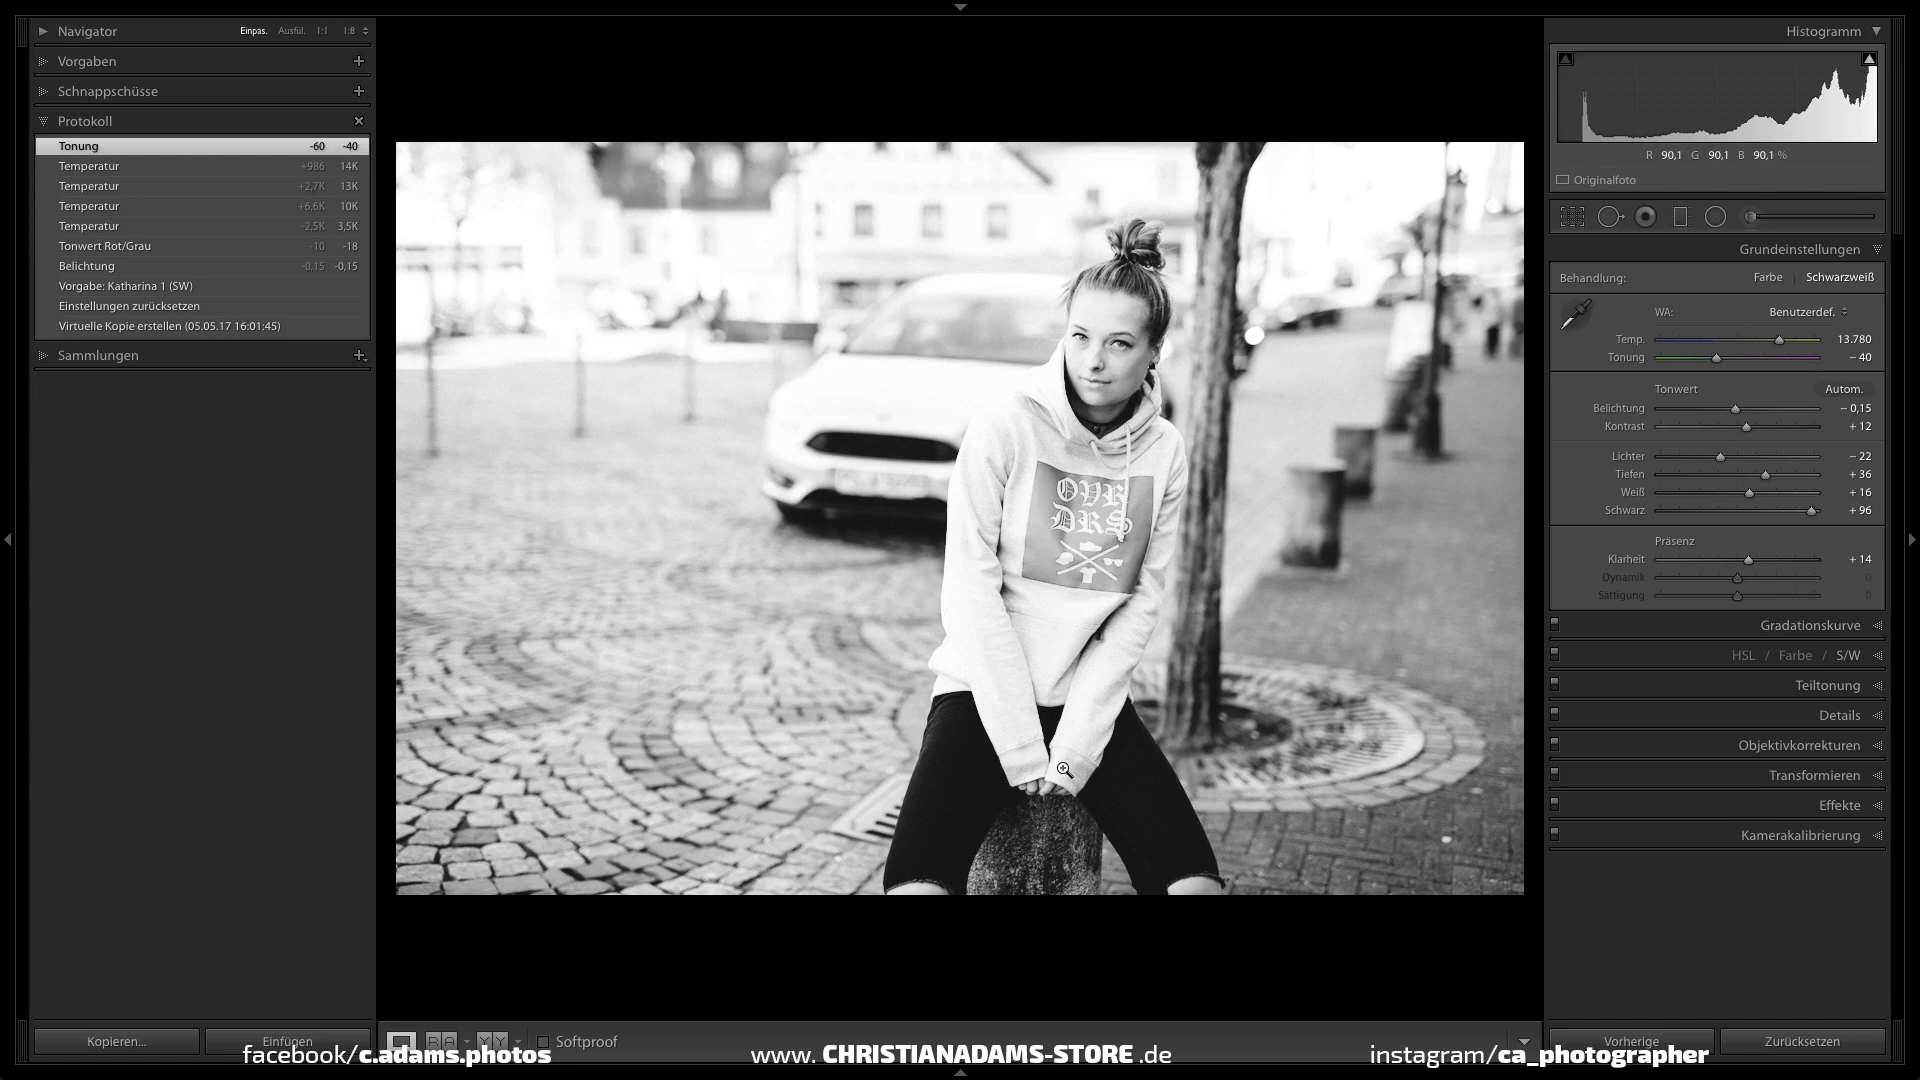 Navigator Einpas. Ausfül. 1:1 1:8
Vorgaben
Schnappschüsse
Protokoll
Tonung -60 -40
Temperatur +986 14K
Temperatur +2,7K 13K
Temperatur +6,6K 10K
Temperatur -2,5K 3,5K
Tonwert Rot/Grau -10 -18
Belichtung -0,15 -0,15
Vorgabe: Katharina 1 (SW)
Einstellungen zurücksetzen
Virtuelle Kopie erstellen (05.05.17 16:01:45)
Sammlungen
OVR
DRS
Histogramm
R 90,1 G 90,1 B 90,1 %
Originalfoto
Grundeinstellungen
Behandlung: Farbe Schwarzweiß
WA: Benutzerdef.
Temp. 13.780
Tonung – 40
Tonwert Autom.
Belichtung – 0,15
Kontrast + 12
Lichter – 22
Tiefen + 36
Weiß + 16
Schwarz + 96
Präsenz
Klarheit + 14
Dynamik 0
Sättigung 0
Gradationskurve
HSL / Farbe / S/W
Teiltonung
Details
Objektivkorrekturen
Transformieren
Effekte
Kamerakalibrierung
Kopieren... Einfügen R A Y Y Softproof Vorherige Zurücksetzen
facebook/c.adams.photos www. CHRISTIANADAMS-STORE .de instagram/ca_photographer